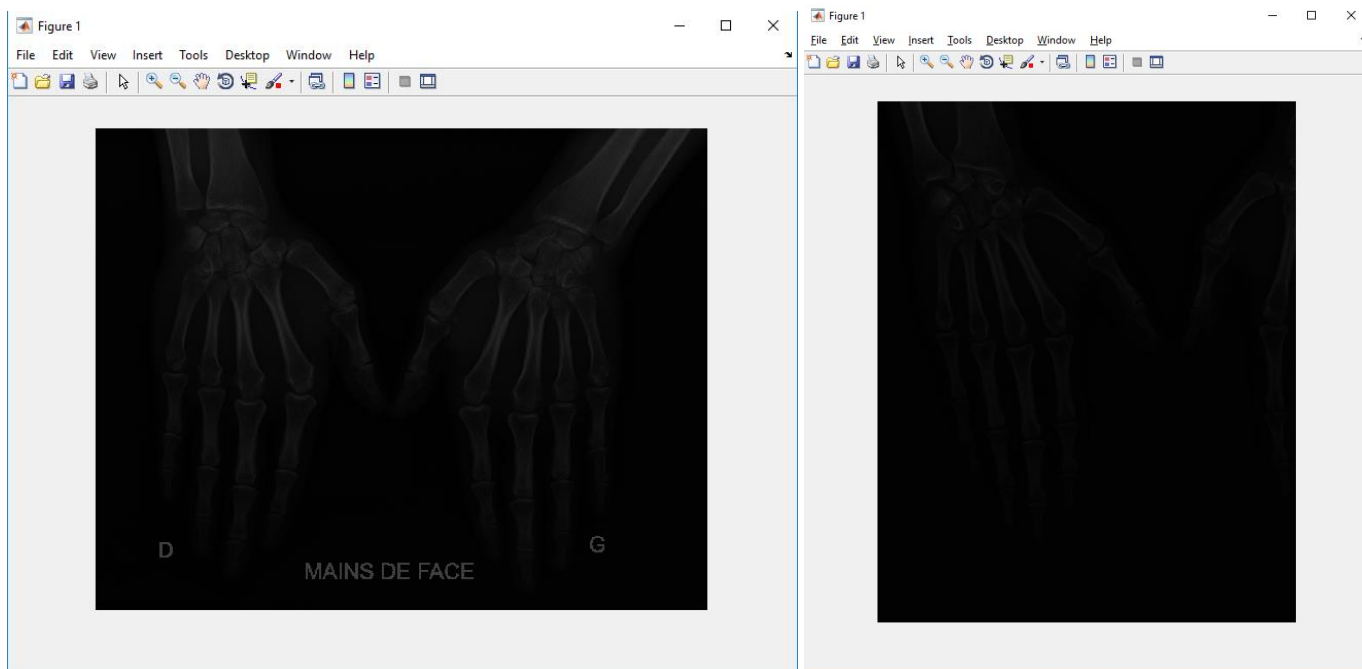 Figure 1
File Edit View Insert Tools Desktop Window Help
D
G
MAINS DE FACE
Figure 1
File Edit View Insert Tools Desktop Window Help